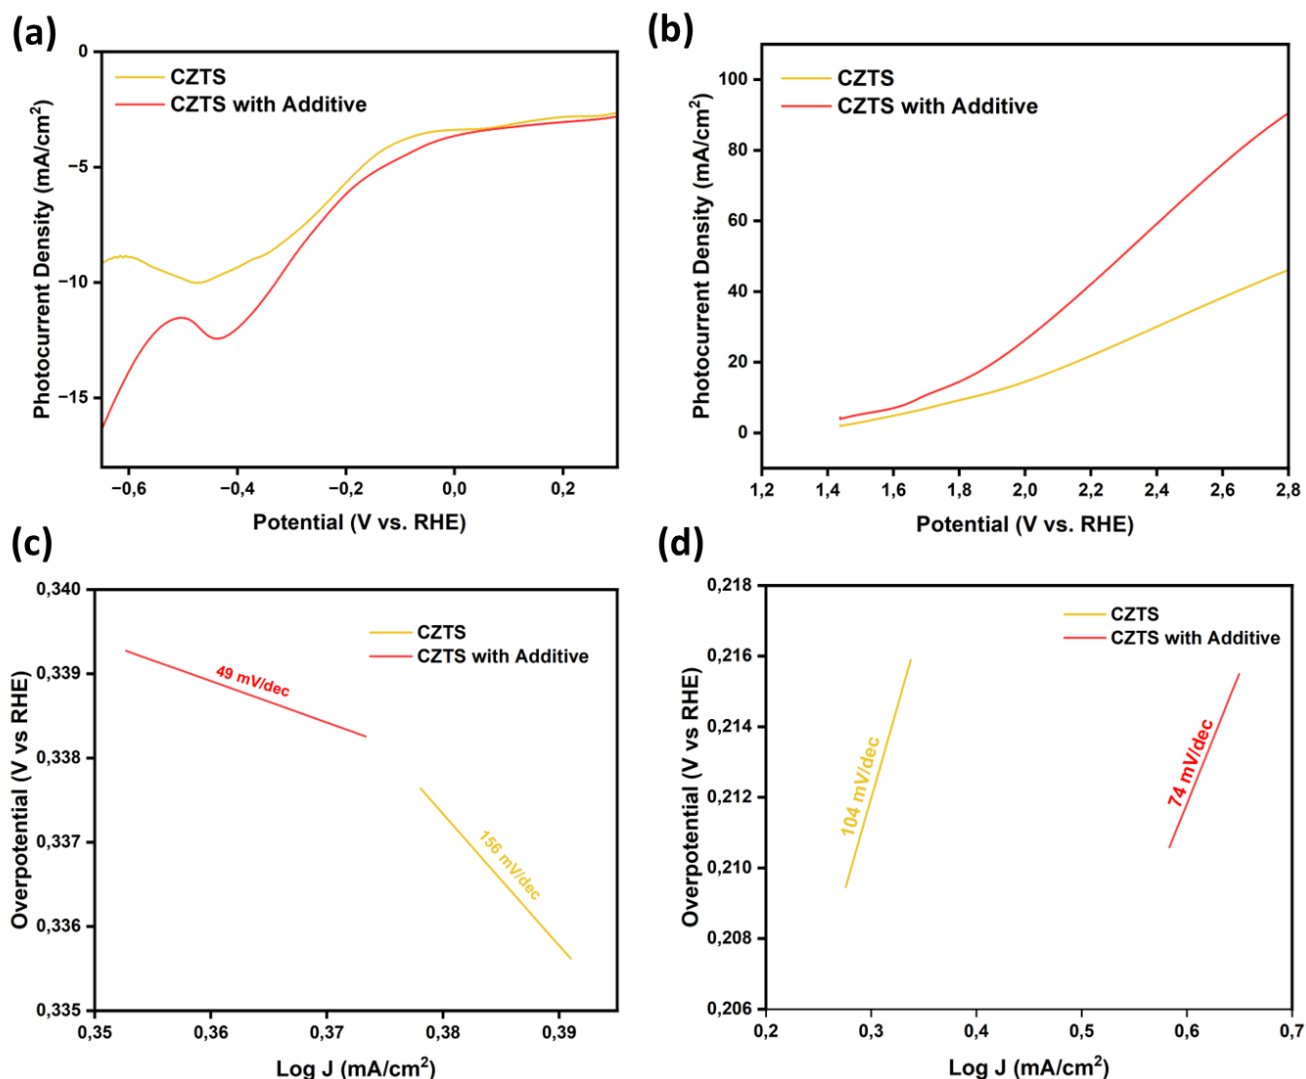 (a)
CZTS
CZTS with Additive
Photocurrent Density (mA/cm²)
0
−5
−10
−15
−0,6
−0,4
−0,2
0,0
0,2
Potential (V vs. RHE)
(b)
CZTS
CZTS with Additive
Photocurrent Density (mA/cm²)
100
80
60
40
20
0
1,2
1,4
1,6
1,8
2,0
2,2
2,4
2,6
2,8
Potential (V vs. RHE)
(c)
CZTS
CZTS with Additive
49 mV/dec
156 mV/dec
Overpotential (V vs RHE)
0,340
0,339
0,338
0,337
0,336
0,335
0,35
0,36
0,37
0,38
0,39
Log J (mA/cm²)
(d)
CZTS
CZTS with Additive
104 mV/dec
74 mV/dec
Overpotential (V vs RHE)
0,218
0,216
0,214
0,212
0,210
0,208
0,206
0,2
0,3
0,4
0,5
0,6
0,7
Log J (mA/cm²)